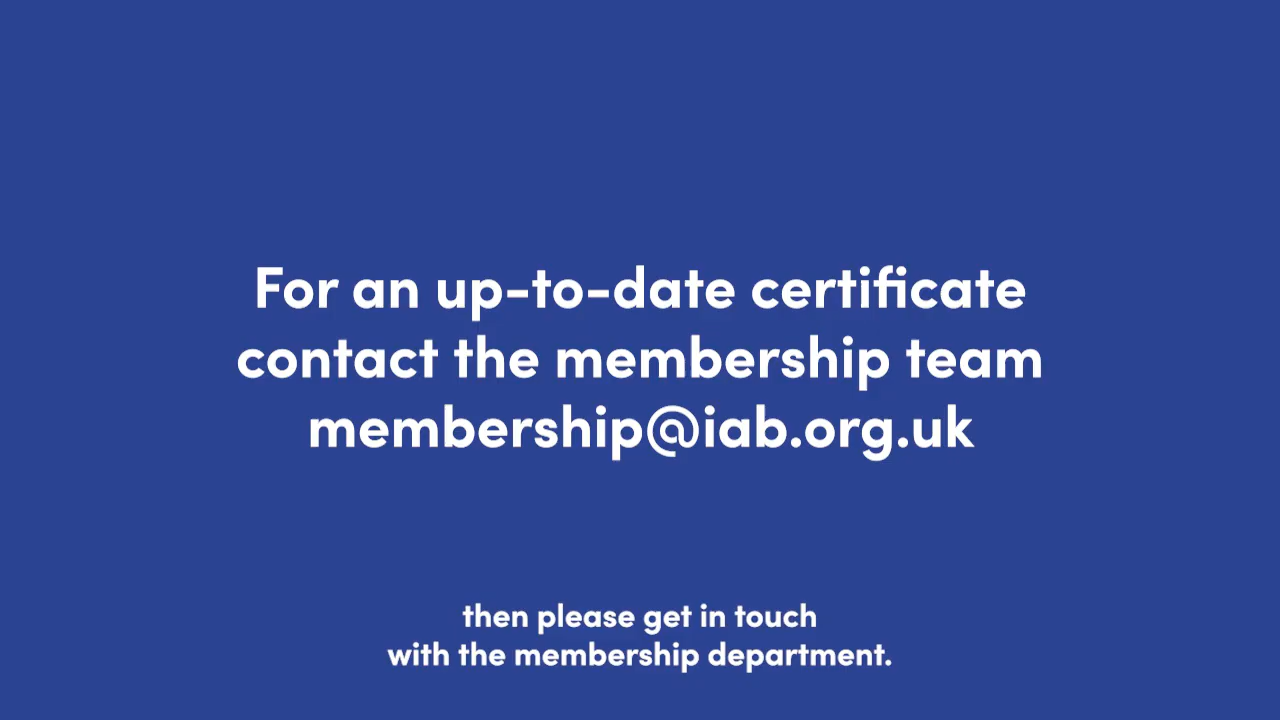 For an up-to-date certificate
contact the membership team
membership@iab.org.uk
then please get in touch
with the membership department.